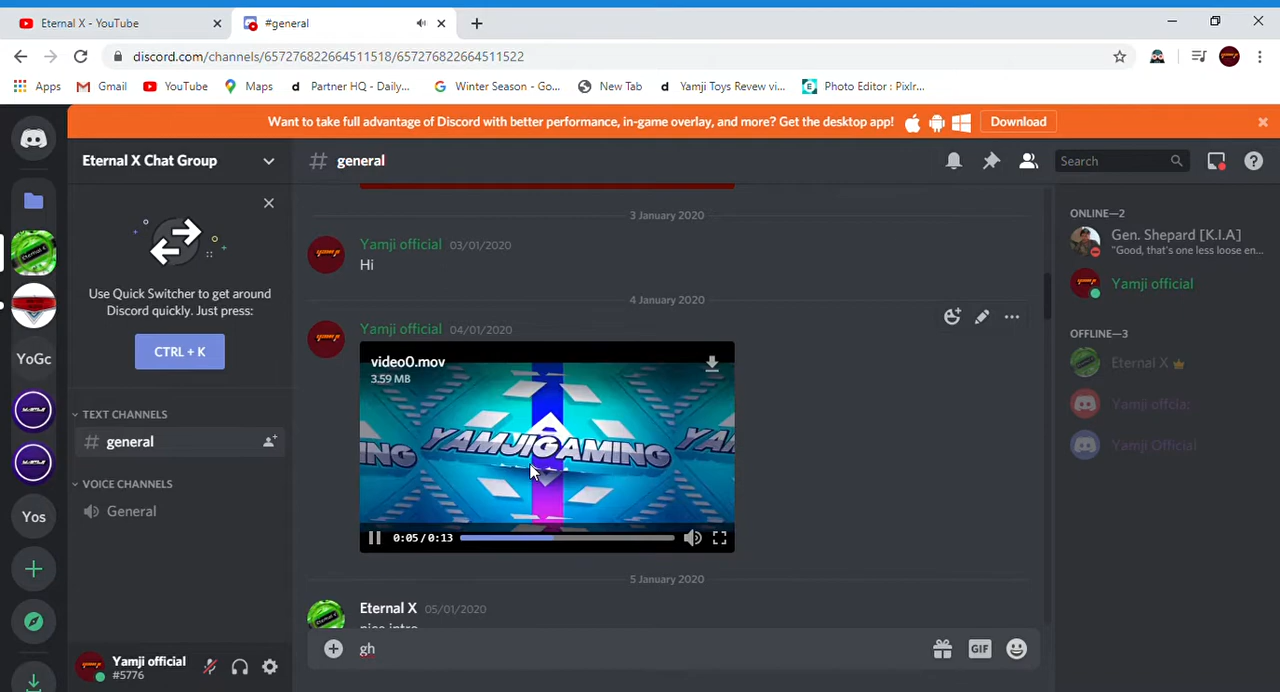 Eternal X - YouTube
#general
discord.com/channels/657276822664511518/657276822664511522
Apps
Gmail
YouTube
Maps
Partner HQ - Daily...
Winter Season - Go...
New Tab
Yamji Toys Revew vi...
Photo Editor : Pixlr...
Want to take full advantage of Discord with better performance, in-game overlay, and more? Get the desktop app!
Download
Eternal X Chat Group
# general
Search
3 January 2020
Yamji official 03/01/2020
Hi
4 January 2020
Yamji official 04/01/2020
video0.mov
3.59 MB
YAMJIGAMING
0:05/0:13
5 January 2020
Eternal X 05/01/2020
nice intro
gh
GIF
Use Quick Switcher to get around
Discord quickly. Just press:
CTRL + K
TEXT CHANNELS
# general
VOICE CHANNELS
General
YoGc
Yos
Yamji official
#5776
ONLINE—2
Gen. Shepard [K.I.A]
"Good, that's one less loose en...
Yamji official
OFFLINE—3
Eternal X
Yamji offcia;
Yamji Official